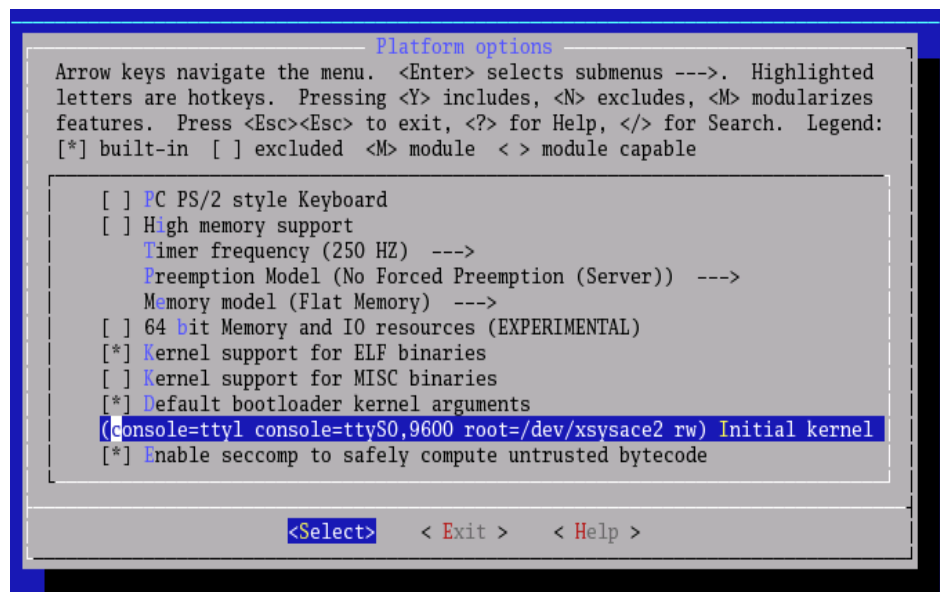 Platform options
Arrow keys navigate the menu. <Enter> selects submenus --->. Highlighted
letters are hotkeys. Pressing <Y> includes, <N> excludes, <M> modularizes
features. Press <Esc><Esc> to exit, <?> for Help, </> for Search. Legend:
[*] built-in [ ] excluded <M> module < > module capable
[ ] PC PS/2 style Keyboard
[ ] High memory support
Timer frequency (250 HZ) --->
Preemption Model (No Forced Preemption (Server)) --->
Memory model (Flat Memory) --->
[ ] 64 bit Memory and IO resources (EXPERIMENTAL)
[*] Kernel support for ELF binaries
[ ] Kernel support for MISC binaries
[*] Default bootloader kernel arguments
(console=tty1 console=ttyS0,9600 root=/dev/xsysace2 rw) Initial kernel
[*] Enable seccomp to safely compute untrusted bytecode
<Select> < Exit > < Help >